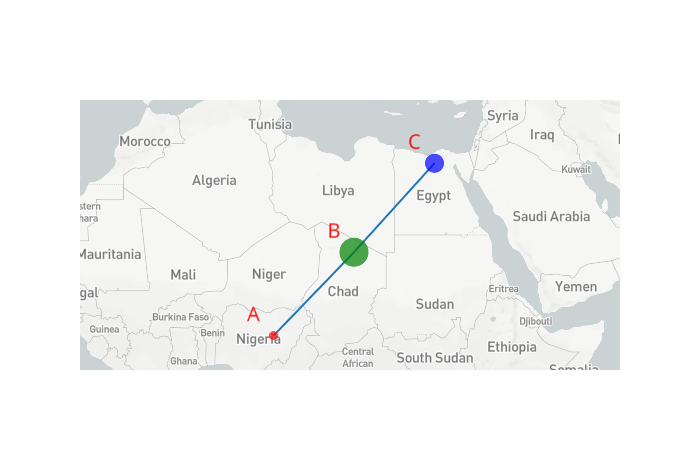 Syria
Tunisia
Iraq
C
Morocco
Kuwait
Algeria
Libya
Egypt
stern
hara
Saudi Arabia
B
Mauritania
Mali
Niger
Chad
Yemen
Eritrea
gal
Sudan
A
Burkina Faso
Djibouti
Guinea
Benin
Nigeria
Ethiopia
Ghana
Central
African
South Sudan
Somalia